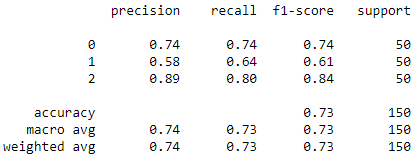 precision recall f1-score support
0 0.74 0.74 0.74 50
1 0.58 0.64 0.61 50
2 0.89 0.80 0.84 50
accuracy 0.73 150
macro avg 0.74 0.73 0.73 150
weighted avg 0.74 0.73 0.73 150